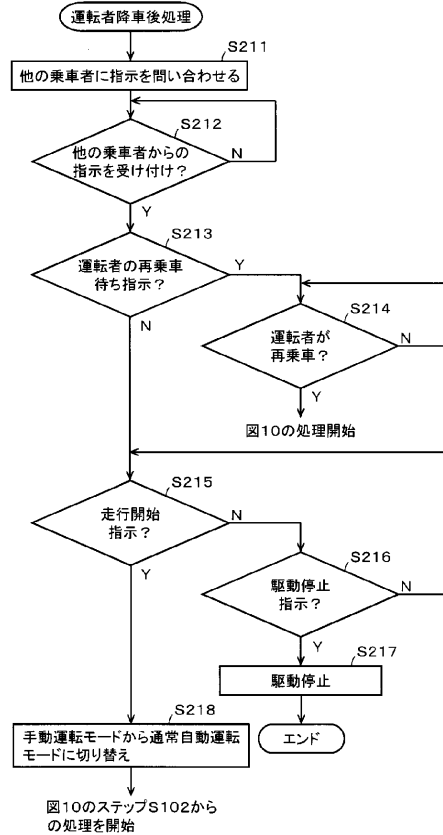 運転者降車後処理
S211
他の乗車者に指示を問い合わせる
S212
他の乗車者からの
指示を受け付け?
N
Y
S213
運転者の再乗車
待ち指示?
Y
N
S214
運転者が
再乗車?
N
Y
図10の処理開始
S215
走行開始
指示?
N
Y
S216
駆動停止
指示?
N
Y
S217
駆動停止
エンド
S218
手動運転モードから通常自動運転
モードに切り替え
図10のステップS102から
の処理を開始